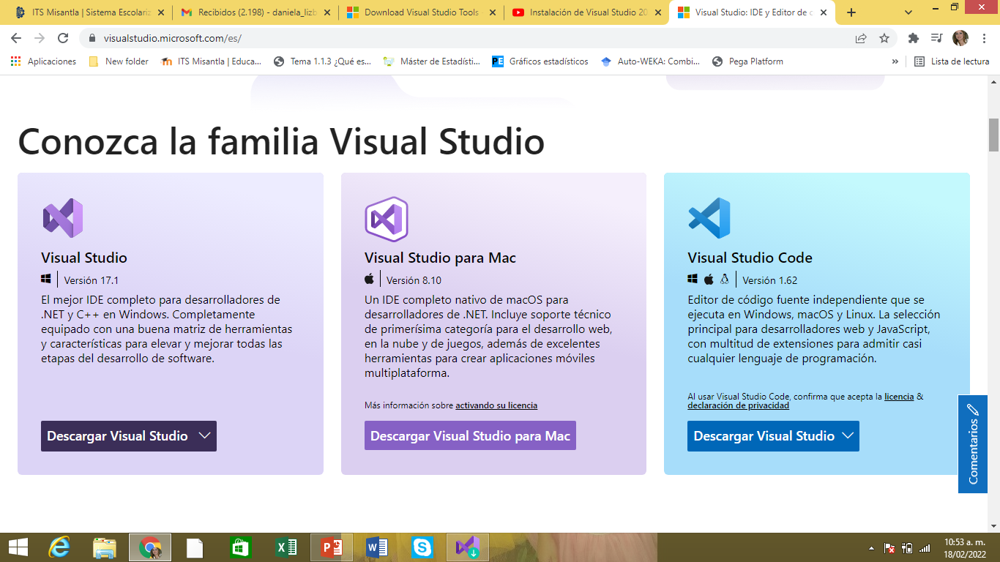 ITS Misantla | Sistema Escolariz
Recibidos (2.198) - daniela_lizb
Download Visual Studio Tools
Instalación de Visual Studio 20
Visual Studio: IDE y Editor de c
visualstudio.microsoft.com/es/
Aplicaciones
New folder
ITS Misantla | Educa...
Tema 1.1.3 ¿Qué es...
Máster de Estadísti...
Gráficos estadísticos
Auto-WEKA: Combi...
Pega Platform
»
Lista de lectura
Conozca la familia Visual Studio
Visual Studio
Versión 17.1
El mejor IDE completo para desarrolladores de
.NET y C++ en Windows. Completamente
equipado con una buena matriz de herramientas
y características para elevar y mejorar todas las
etapas del desarrollo de software.
Descargar Visual Studio
Visual Studio para Mac
Versión 8.10
Un IDE completo nativo de macOS para
desarrolladores de .NET. Incluye soporte técnico
de primerísima categoría para el desarrollo web,
en la nube y de juegos, además de excelentes
herramientas para crear aplicaciones móviles
multiplataforma.
Más información sobre activando su licencia
Descargar Visual Studio para Mac
Visual Studio Code
Versión 1.62
Editor de código fuente independiente que se
ejecuta en Windows, macOS y Linux. La selección
principal para desarrolladores web y JavaScript,
con multitud de extensiones para admitir casi
cualquier lenguaje de programación.
Al usar Visual Studio Code, confirma que acepta la licencia &
declaración de privacidad
Descargar Visual Studio
Comentarios
10:53 a. m.
18/02/2022